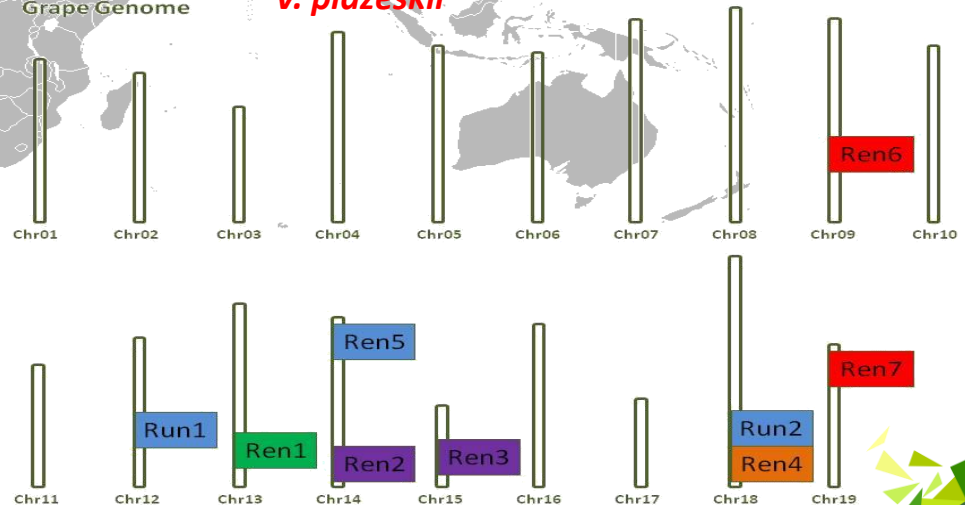 Grape Genome
V. piazeskii
Ren6
Chr01 Chr02 Chr03 Chr04 Chr05 Chr06 Chr07 Chr08 Chr09 Chr10
Ren5
Ren7
Run1
Run2
Ren1
Ren3
Ren2
Ren4
Chr11 Chr12 Chr13 Chr14 Chr15 Chr16 Chr17 Chr18 Chr19